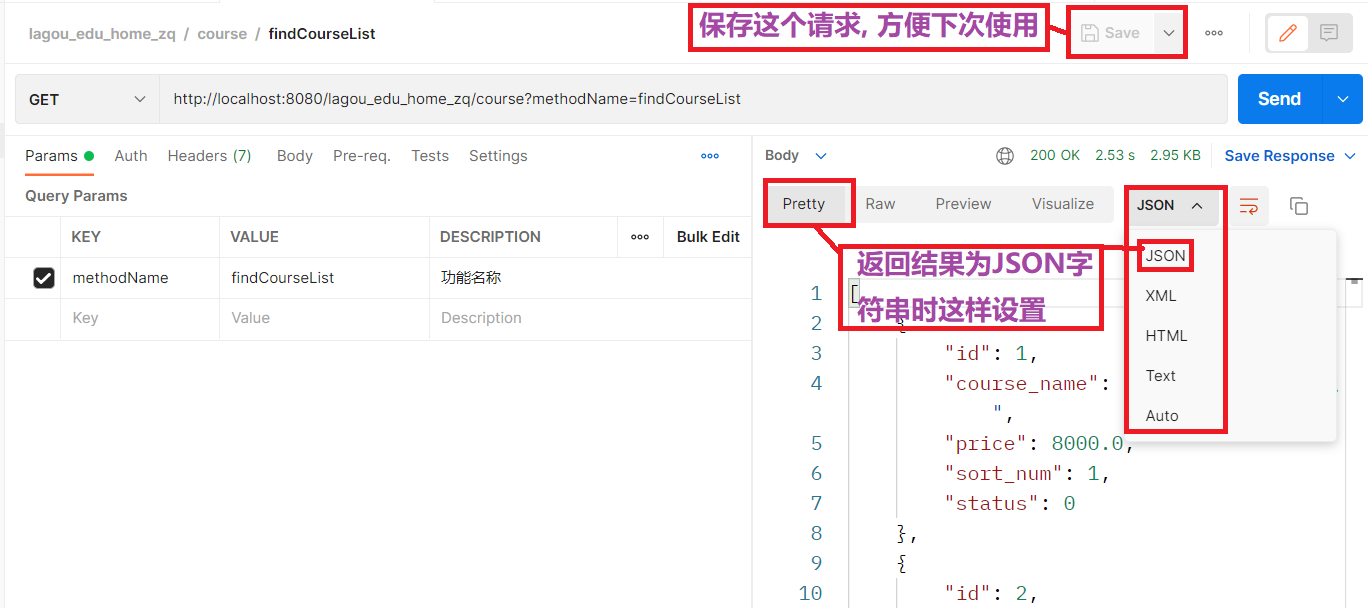 lagou_edu_home_zq / course / findCourseList
保存这个请求, 方便下次使用
Save
GET
http://localhost:8080/lagou_edu_home_zq/course?methodName=findCourseList
Send
Params Auth Headers (7) Body Pre-req. Tests Settings
Query Params
KEY VALUE DESCRIPTION Bulk Edit
methodName findCourseList 功能名称
Key Value Description
Body 200 OK 2.53 s 2.95 KB Save Response
Pretty Raw Preview Visualize JSON
返回结果为JSON字
符串时这样设置
JSON
XML
HTML
Text
Auto
1 [
2 {
3 "id": 1,
4 "course_name":
",
5 "price": 8000.0,
6 "sort_num": 1,
7 "status": 0
8 },
9 {
10 "id": 2,